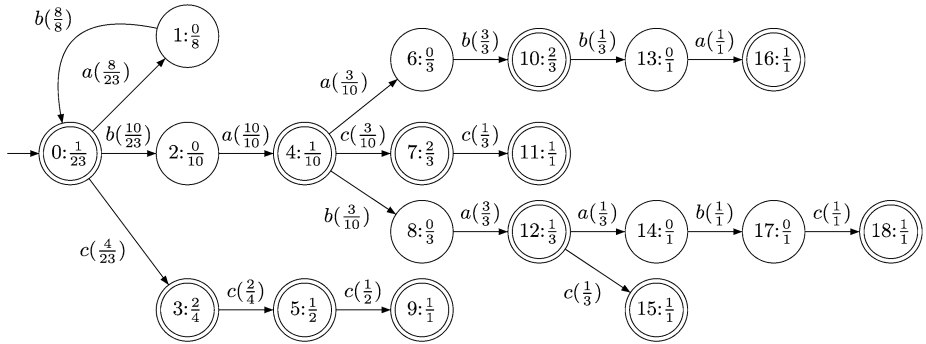 b(8/8)
1:0/8
a(8/23)
6:0/3
b(3/3)
10:2/3
b(1/3)
13:0/1
a(1/1)
16:1/1
a(3/10)
0:1/23
b(10/23)
2:0/10
a(10/10)
4:1/10
c(3/10)
7:2/3
c(1/3)
11:1/1
b(3/10)
8:0/3
a(3/3)
12:1/3
a(1/3)
14:0/1
b(1/1)
17:0/1
c(1/1)
18:1/1
c(4/23)
3:2/4
c(2/4)
5:1/2
c(1/2)
9:1/1
c(1/3)
15:1/1